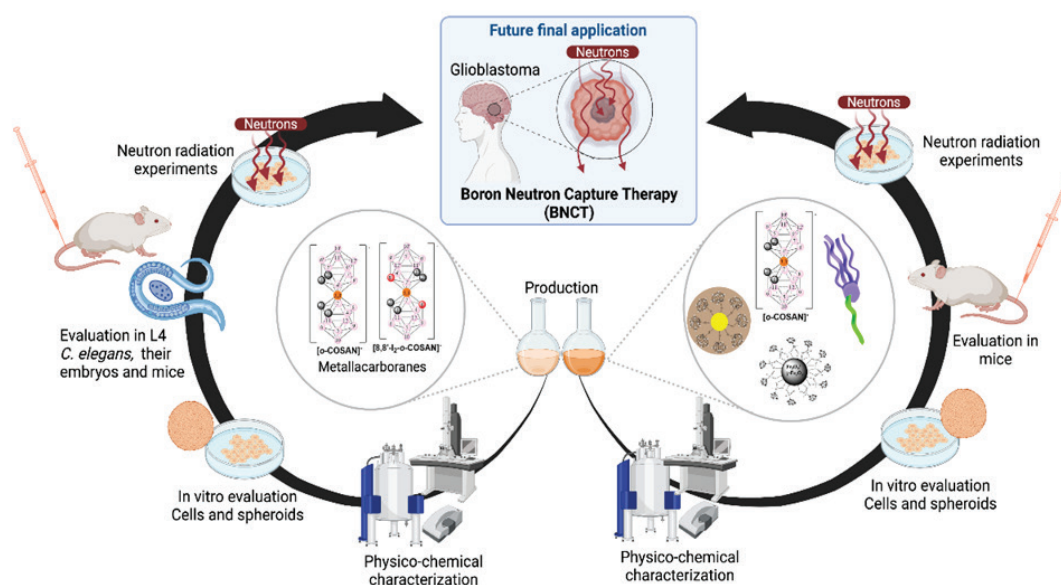 Future final application
Neutrons
Glioblastoma
Boron Neutron Capture Therapy
(BNCT)
Neutrons
Neutron radiation
experiments
Neutrons
Neutron radiation
experiments
[o-COSAN]⁻
[8,8'-I₂-o-COSAN]⁻
Metallacarboranes
Production
[o-COSAN]⁻
Evaluation in L4
C. elegans, their
embryos and mice
Evaluation in
mice
In vitro evaluation
Cells and spheroids
In vitro evaluation
Cells and spheroids
Physico-chemical
characterization
Physico-chemical
characterization